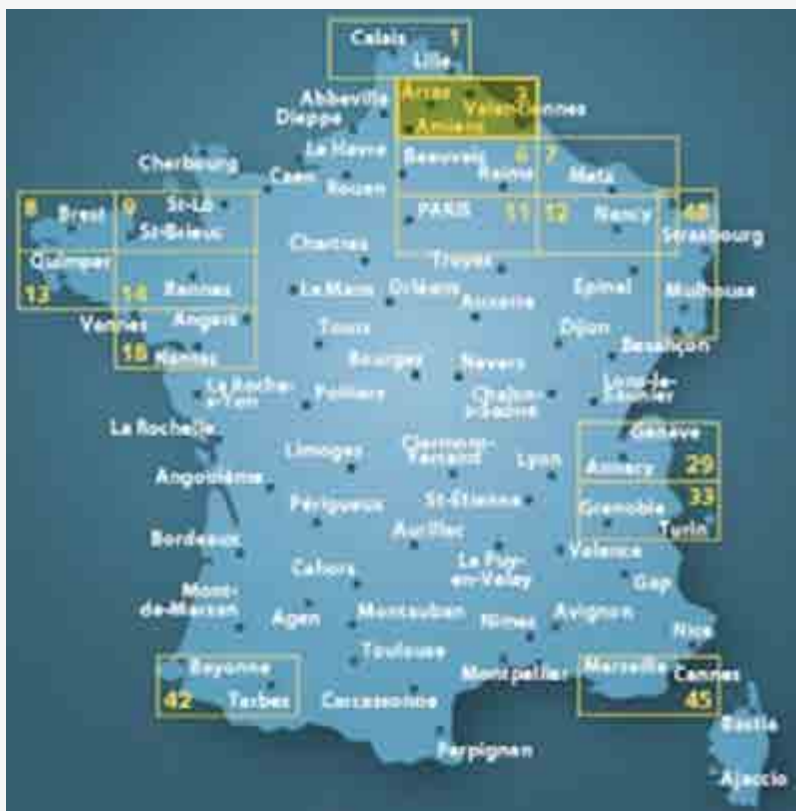 Calais 1
Lille
Arras
Abbeville Valenciennes
Dieppe Amiens
Le Havre Beauvais 6 7
Cherbourg Reims Metz
Caen Rouen
8 Brest 9 St-Lô PARIS 11 12 Nancy 48
St-Brieuc Strasbourg
Chartres
Quimper Troyes
13 14 Rennes Le Mans Orléans Epinal Mulhouse
Auxerre
Vannes Angers Tours Dijon
18 Nantes Bourges Nevers Besançon
La Roche- Poitiers Chalon- Lons-le-
s-Yon s-Saône Saunier
La Rochelle Genève
Limoges Clermont- Lyon Annecy 29
Ferrand
Angoulême
Périgueux St-Étienne Grenoble 33
Aurillac Turin
Bordeaux Valence
Cahors Le Puy-
en-Velay Gap
Mont-
de-Marsan Agen Montauban Nîmes Avignon
Nice
Toulouse
Bayonne Montpellier Marseille Cannes
42 Tarbes Carcassonne 45
Bastia
Perpignan
Ajaccio